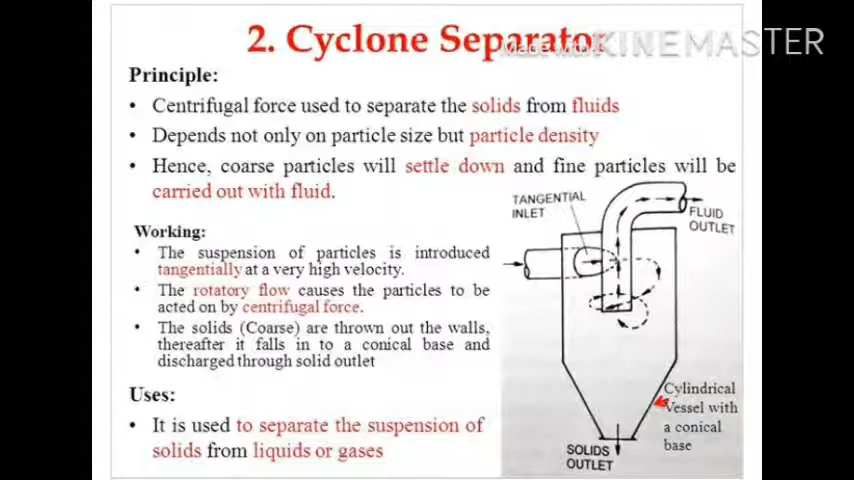 2. Cyclone Separator
Made with KINEMASTER
Principle:
• Centrifugal force used to separate the solids from fluids
• Depends not only on particle size but particle density
• Hence, coarse particles will settle down and fine particles will be
carried out with fluid.
Working:
• The suspension of particles is introduced
tangentially at a very high velocity.
• The rotatory flow causes the particles to be
acted on by centrifugal force.
• The solids (Coarse) are thrown out the walls,
thereafter it falls in to a conical base and
discharged through solid outlet
Uses:
• It is used to separate the suspension of
solids from liquids or gases
TANGENTIAL
INLET
FLUID
OUTLET
Cylindrical
Vessel with
a conical
base
SOLIDS
OUTLET